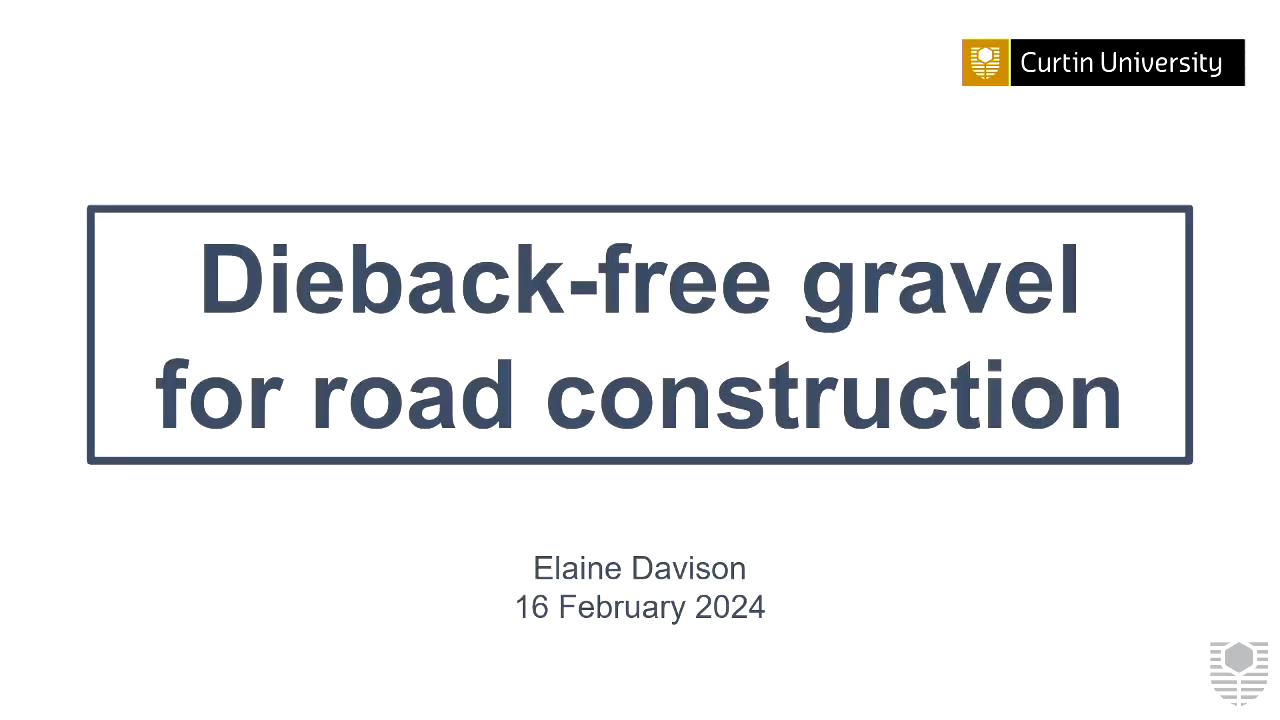 Curtin University
Dieback-free gravel
for road construction
Elaine Davison
16 February 2024